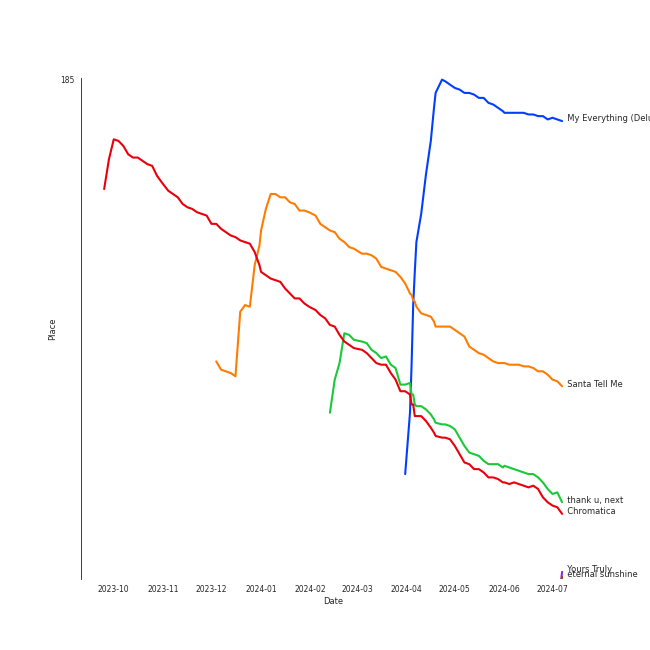 185
My Everything (Delu
Place
Santa Tell Me
thank u, next
Chromatica
Yours Truly
eternal sunshine
2023-10 2023-11 2023-12 2024-01 2024-02 2024-03 2024-04 2024-05 2024-06 2024-07
Date